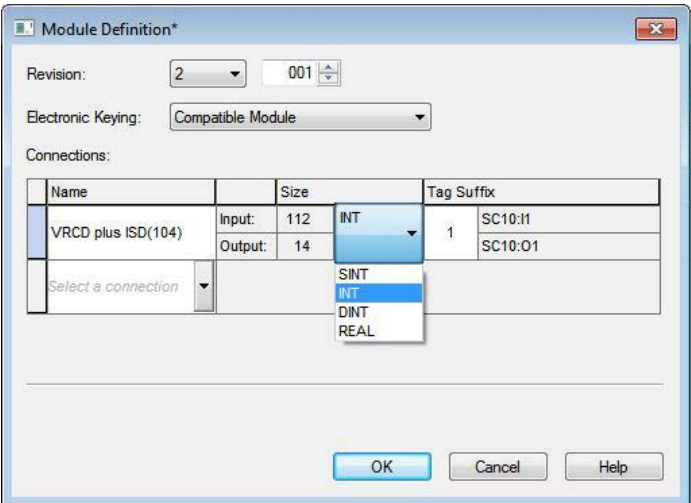 Module Definition*
Revision: 2 001
Electronic Keying: Compatible Module
Connections:
Name Size Tag Suffix
VRCD plus ISD(104) Input: 112 INT 1 SC10:I1
Output: 14 SC10:O1
Select a connection
SINT
INT
DINT
REAL
OK Cancel Help